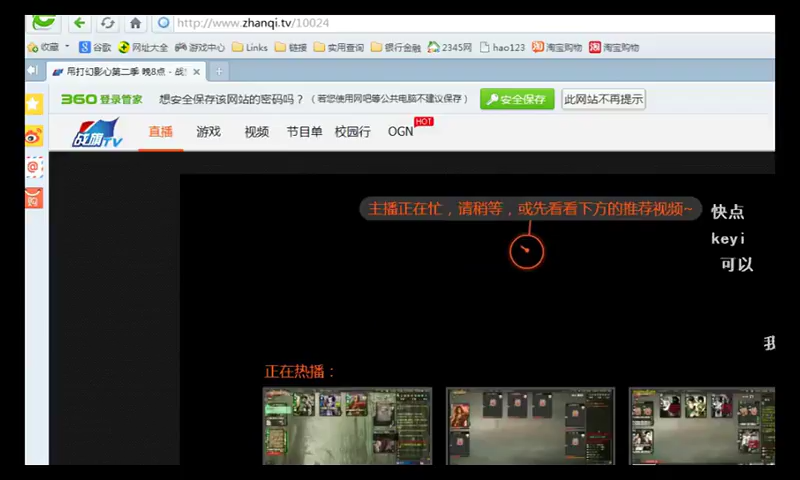 http://www.zhanqi.tv/10024
收藏 谷歌 网址大全 游戏中心 Links 链接 实用查询 银行金融 2345网 hao123 淘宝购物 淘宝购物
吊打幻影心第二季 晚8点 - 战
360登录管家 想安全保存该网站的密码吗？（若您使用网吧等公共电脑不建议保存） 安全保存 此网站不再提示
战旗TV 直播 游戏 视频 节目单 校园行 OGN HOT
主播正在忙，请稍等，或先看看下方的推荐视频~
快点
keyi
可以
我
正在热播：